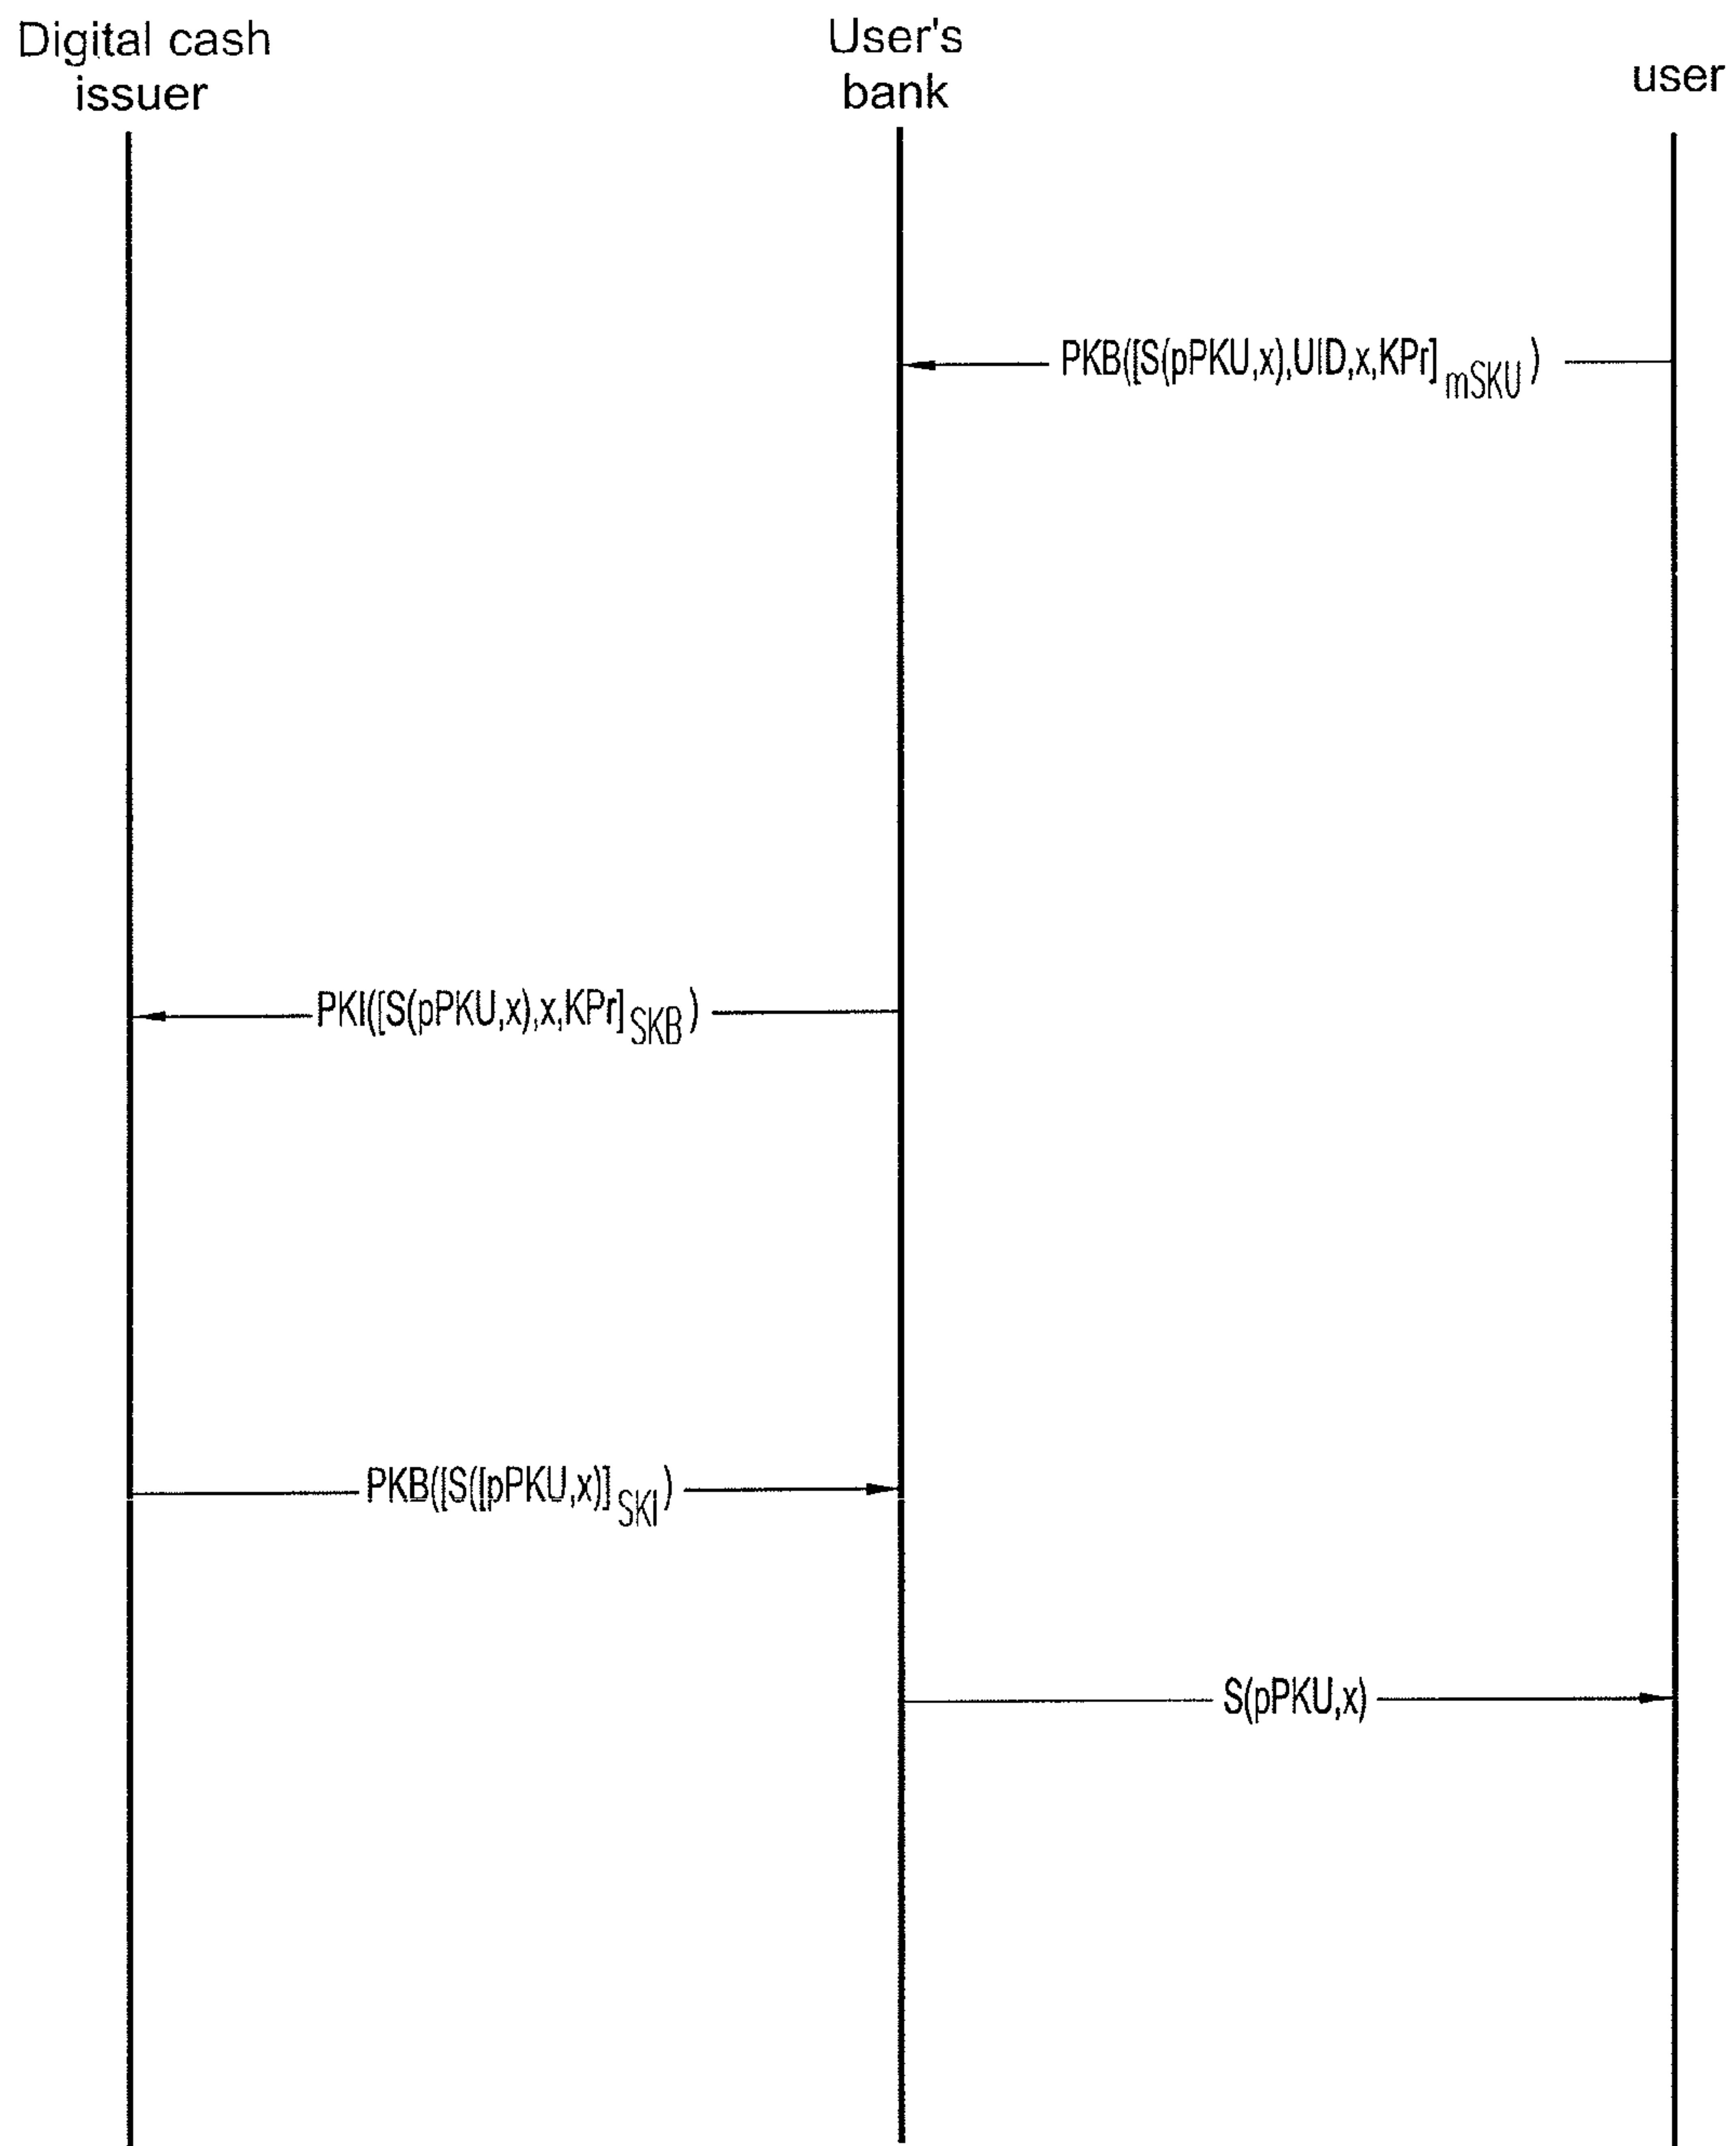 Digital cash
issuer
User's
bank
user
PKB([S(pPKU,x),UID,x,KPr]mSKU)
PKI([S(pPKU,x),x,KPr]SKB)
PKB([S([pPKU,x)]SKI)
S(pPKU,x)